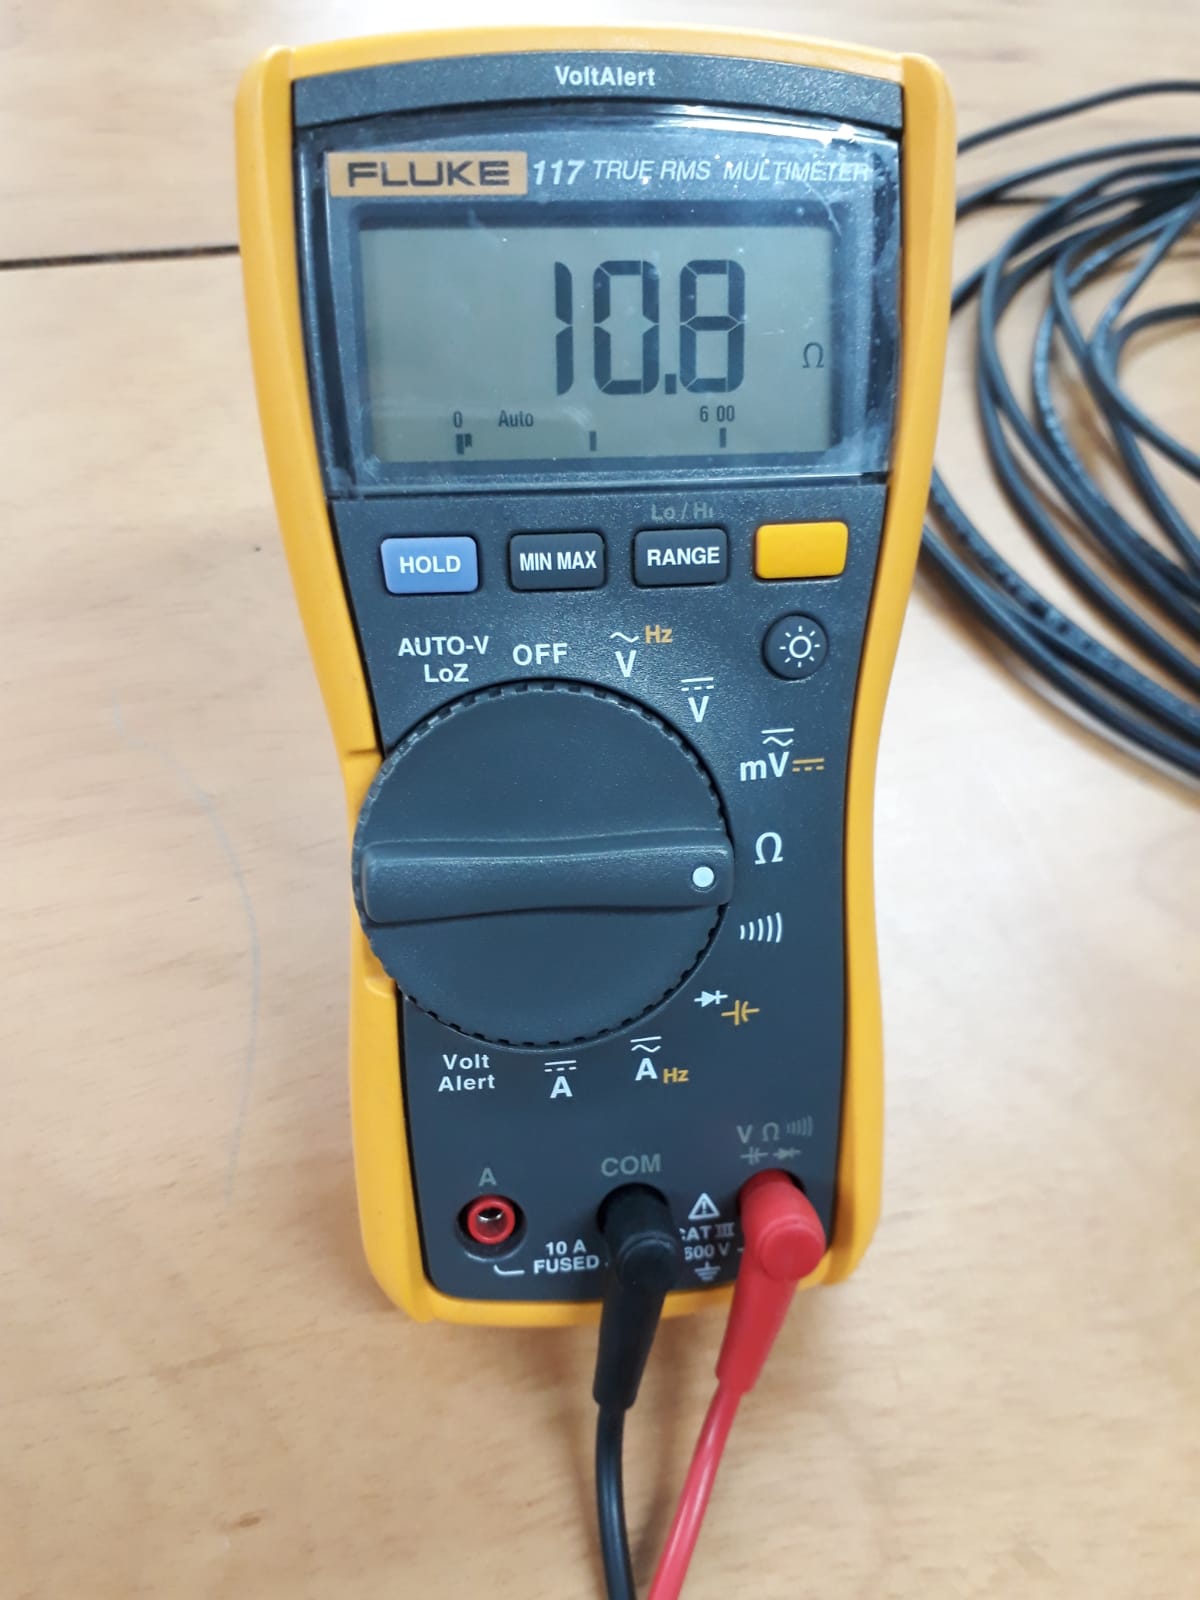 VoltAlert
FLUKE 117 TRUE RMS MULTIMETER
10.8 Ω
0 Auto 6 00
Lo / Hi
HOLD MIN MAX RANGE
AUTO-V
LoZ
OFF
V Hz
V
mV
Ω
A Hz
A
Volt
Alert
A
COM
V Ω
10 A
FUSED
CAT III
600 V